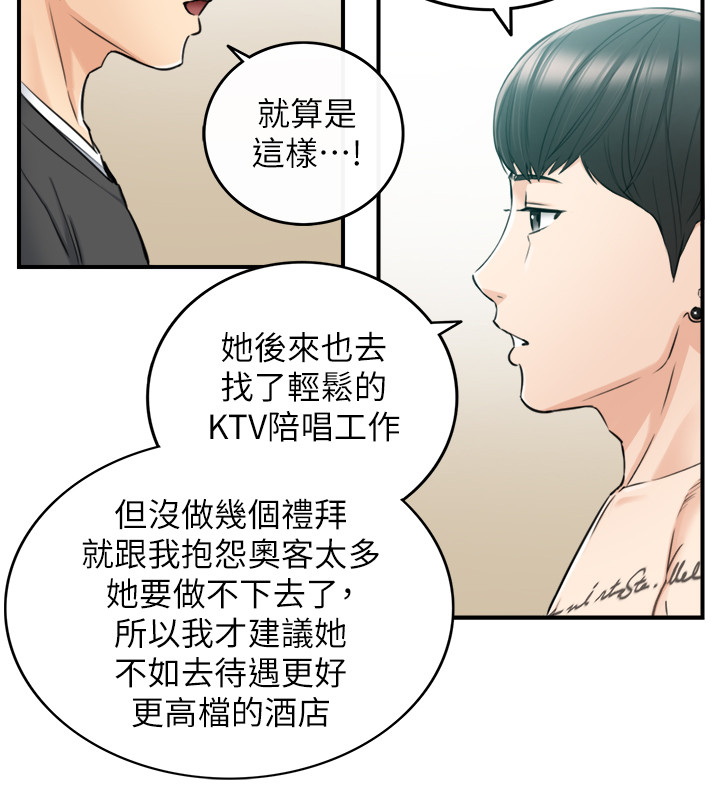 就算是
這樣…!
她後來也去
找了輕鬆的
KTV陪唱工作
但沒做幾個禮拜
就跟我抱怨奧客太多
她要做不下去了，
所以我才建議她
不如去待遇更好
更高檔的酒店